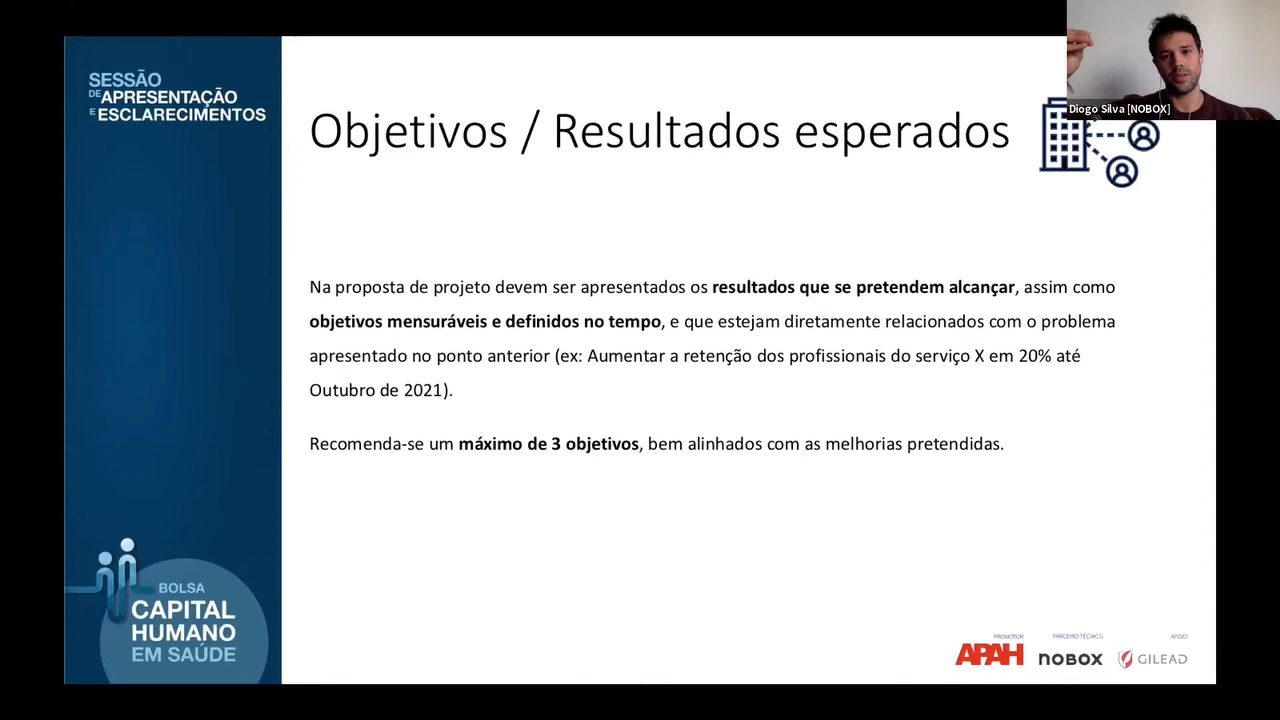 SESSÃO
DE APRESENTAÇÃO
E ESCLARECIMENTOS
Objetivos / Resultados esperados
Diogo Silva [NOBOX]
Na proposta de projeto devem ser apresentados os resultados que se pretendem alcançar, assim como
objetivos mensuráveis e definidos no tempo, e que estejam diretamente relacionados com o problema
apresentado no ponto anterior (ex: Aumentar a retenção dos profissionais do serviço X em 20% até
Outubro de 2021).
Recomenda-se um máximo de 3 objetivos, bem alinhados com as melhorias pretendidas.
BOLSA
CAPITAL
HUMANO
EM SAÚDE
PROMOTOR
APAH
PARCEIRO TÉCNICO
NOBOX
APOIO
GILEAD